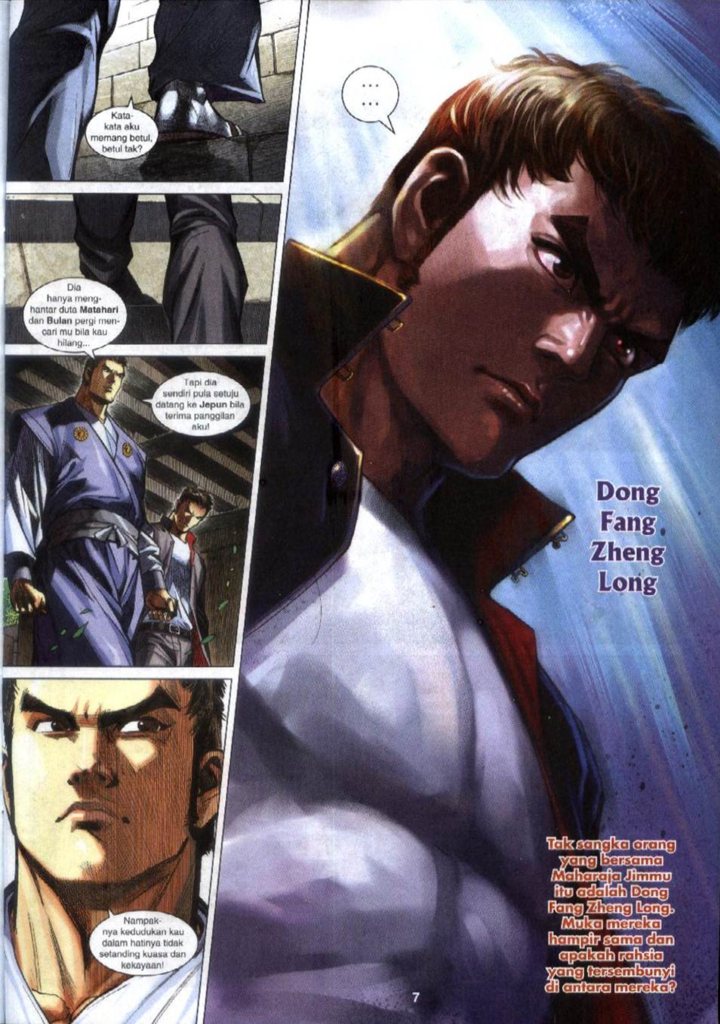 Kata-
kata aku
memang betul,
betul tak?
Dia
hanya meng-
hantar duta Matahari
dan Bulan pergi men-
cari mu bila kau
hilang...
Tapi dia
sendiri pula setuju
datang ke Jepun bila
terima panggilan
aku!
Nampak-
nya kedudukan kau
dalam hatinya tidak
setanding kuasa dan
kekayaan!
...
...
Dong
Fang
Zheng
Long
Tak sangka orang
yang bersama
Maharaja Jimmu
itu adalah Dong
Fang Zheng Long.
Muka mereka
hampir sama dan
apakah rahsia
yang tersembunyi
di antara mereka?
7